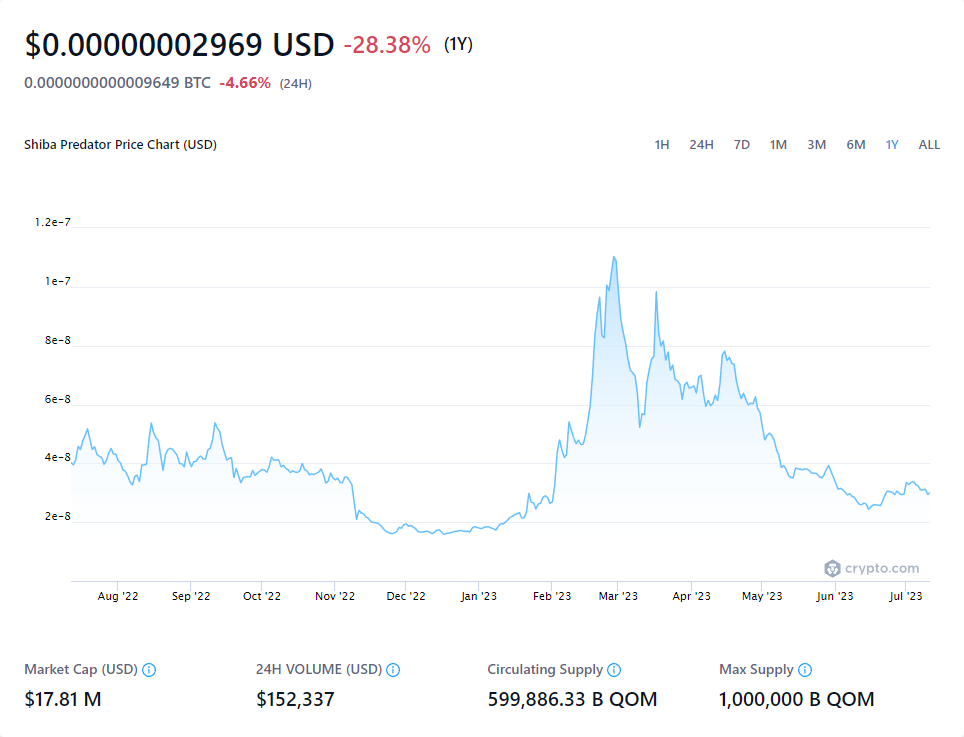 $0.00000002969 USD -28.38% (1Y)
0.0000000000009649 BTC -4.66% (24H)
Shiba Predator Price Chart (USD) 1H 24H 7D 1M 3M 6M 1Y ALL
1.2e-7
1e-7
8e-8
6e-8
4e-8
2e-8
crypto.com
Aug '22 Sep '22 Oct '22 Nov '22 Dec '22 Jan '23 Feb '23 Mar '23 Apr '23 May '23 Jun '23 Jul '23
Market Cap (USD) 24H VOLUME (USD) Circulating Supply Max Supply
$17.81 M $152,337 599,886.33 B QOM 1,000,000 B QOM